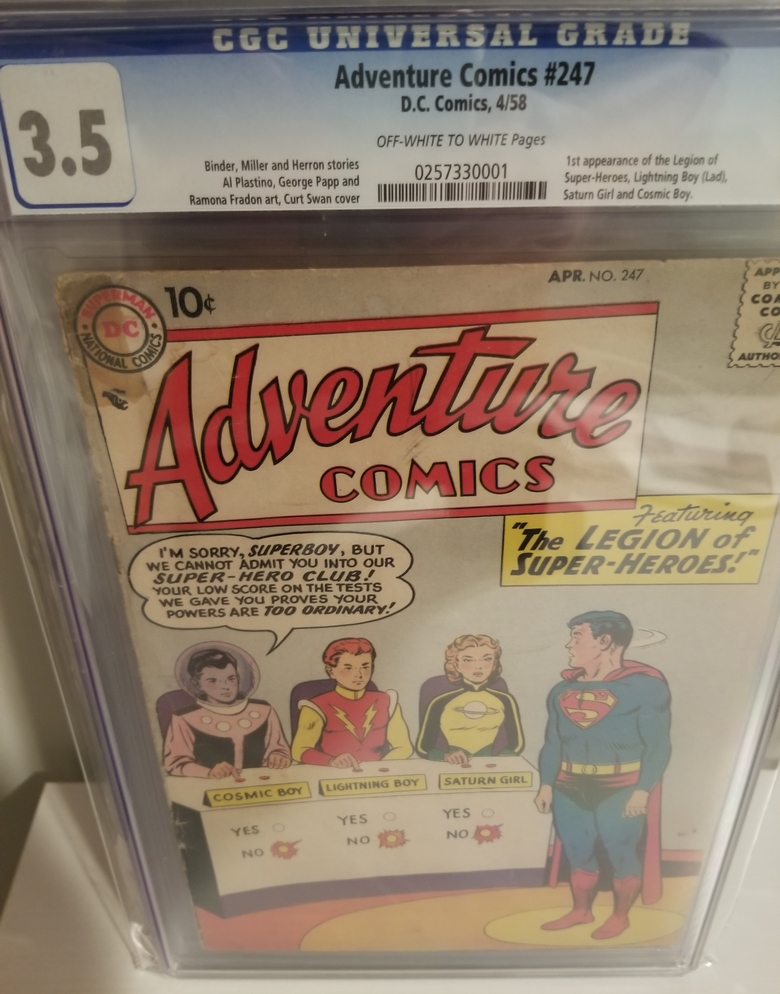 CGC UNIVERSAL GRADE
3.5
Adventure Comics #247
D.C. Comics, 4/58
OFF-WHITE TO WHITE Pages
Binder, Miller and Herron stories
Al Plastino, George Papp and
Ramona Fradon art, Curt Swan cover
0257330001
1st appearance of the Legion of
Super-Heroes, Lightning Boy (Lad),
Saturn Girl and Cosmic Boy.
SUPERMAN
DC
NATIONAL COMICS
10¢
APR. NO. 247
APP
BY
CO
AUTHO
Adventure
COMICS
Featuring
"The LEGION of
SUPER-HEROES!"
I'M SORRY, SUPERBOY, BUT
WE CANNOT ADMIT YOU INTO OUR
SUPER-HERO CLUB!
YOUR LOW SCORE ON THE TESTS
WE GAVE YOU PROVES YOUR
POWERS ARE TOO ORDINARY!
S
COSMIC BOY
LIGHTNING BOY
SATURN GIRL
YES
NO
YES
NO
YES
NO